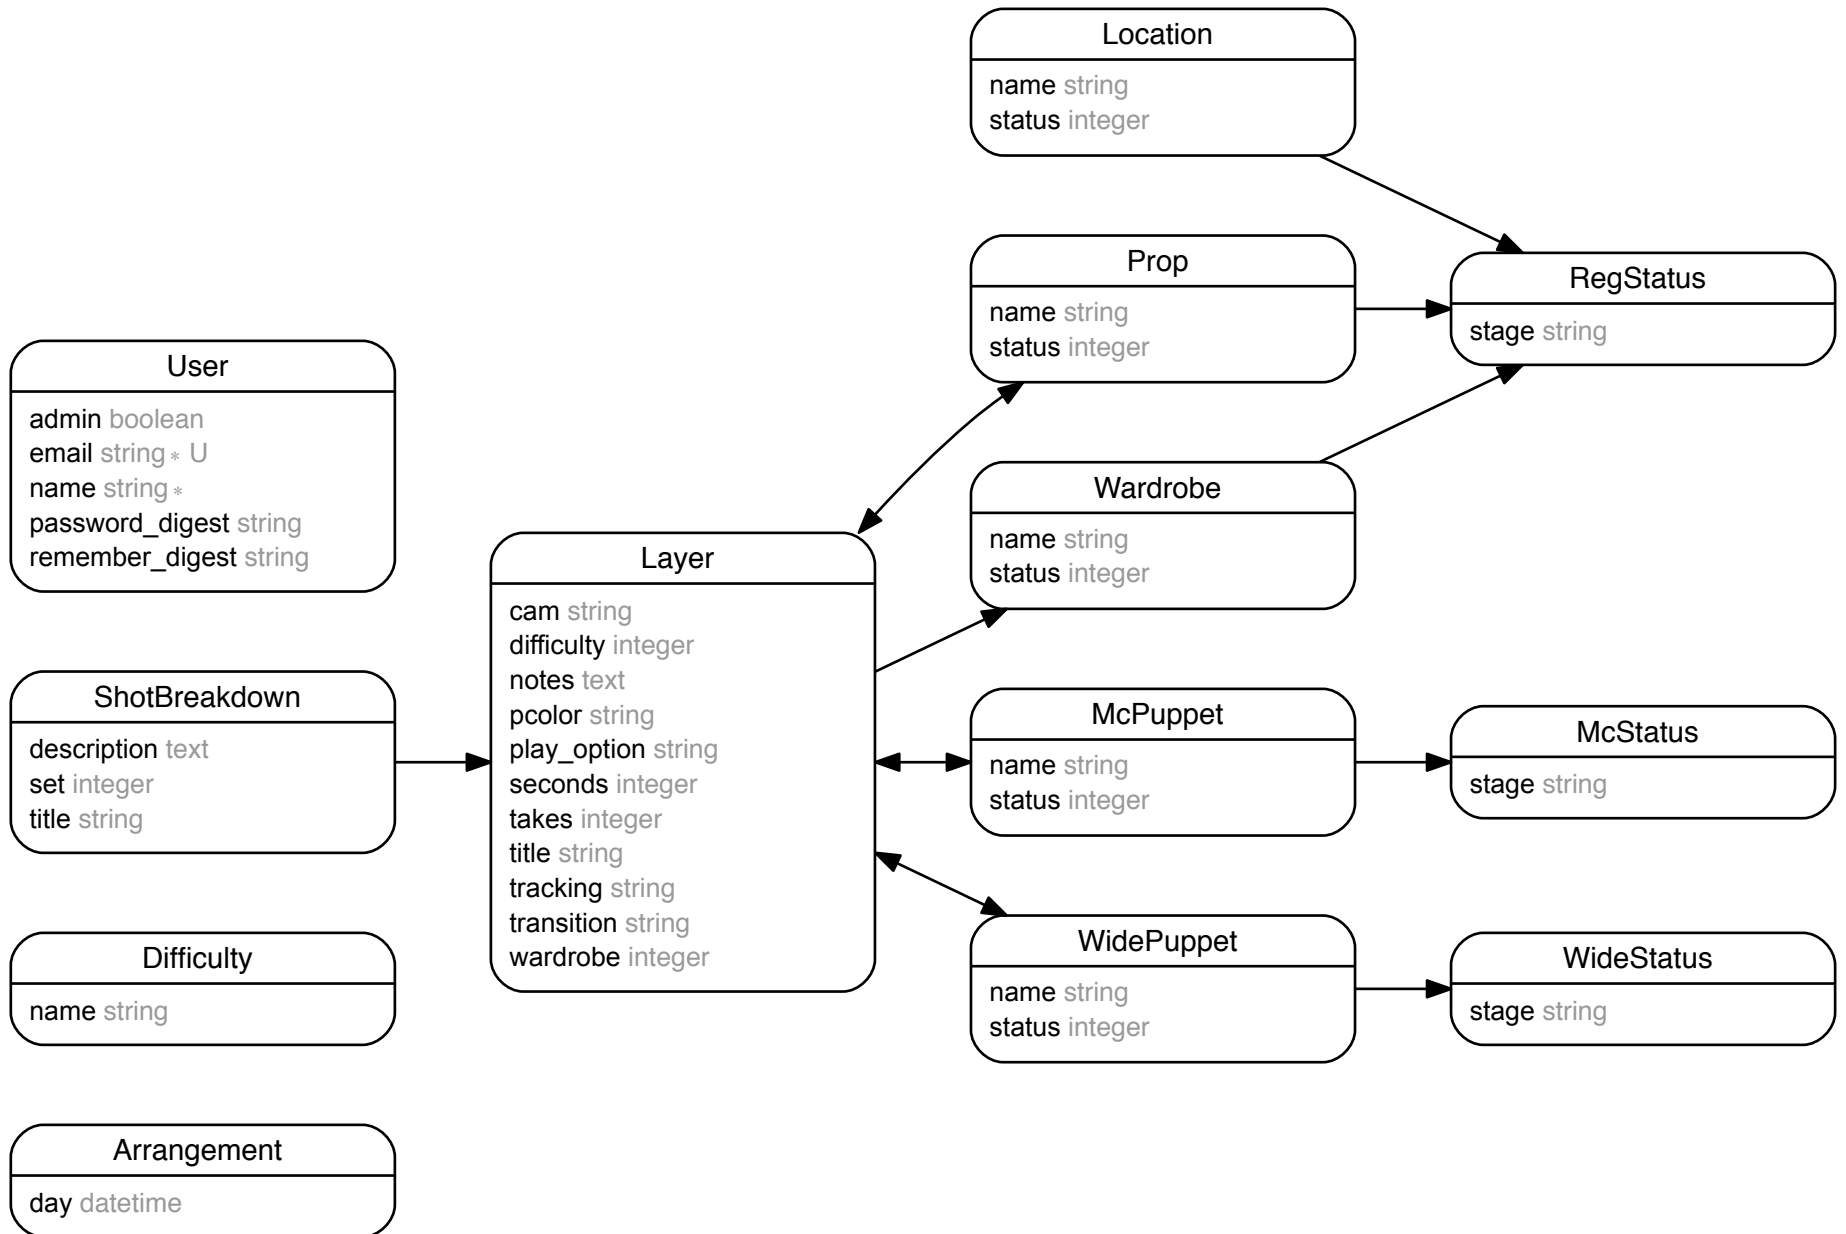 Location
name string
status integer
Prop
name string
status integer
RegStatus
stage string
User
admin boolean
email string* U
name string*
password_digest string
remember_digest string
Wardrobe
name string
status integer
Layer
cam string
difficulty integer
notes text
pcolor string
play_option string
seconds integer
takes integer
title string
tracking string
transition string
wardrobe integer
ShotBreakdown
description text
set integer
title string
McPuppet
name string
status integer
McStatus
stage string
Difficulty
name string
WidePuppet
name string
status integer
WideStatus
stage string
Arrangement
day datetime